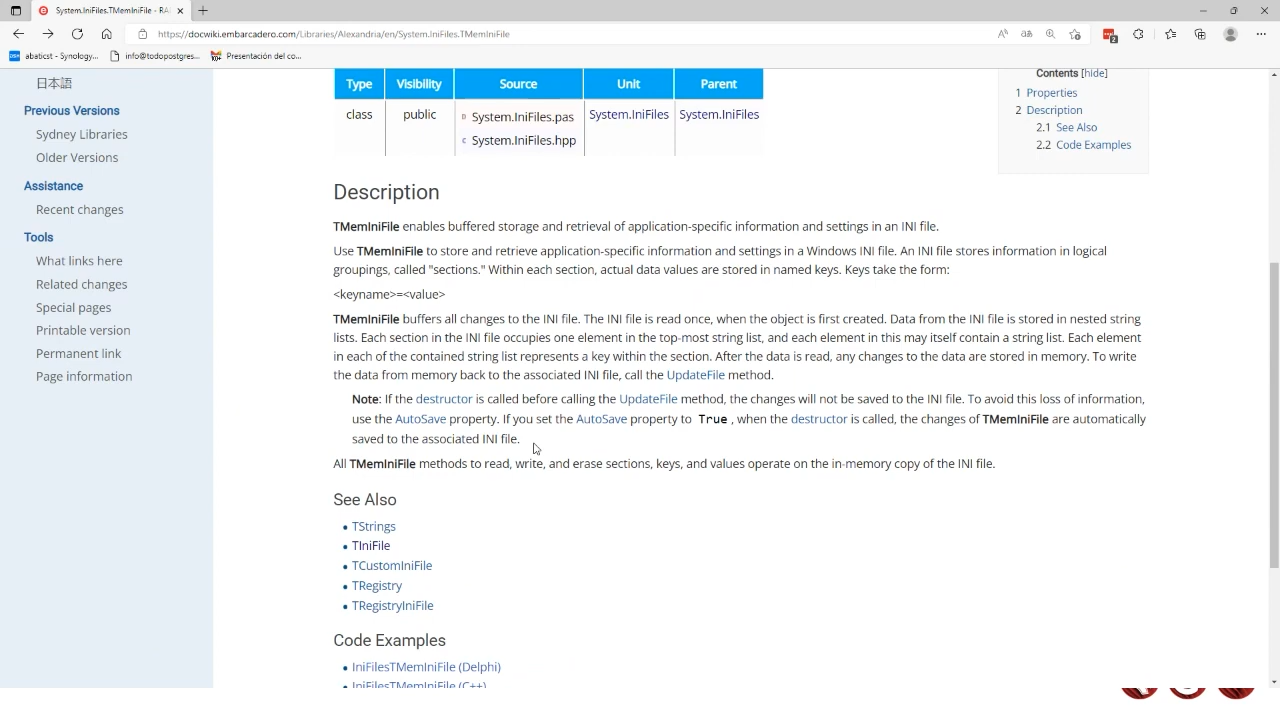 System.IniFiles.TMemIniFile - RA
https://docwiki.embarcadero.com/Libraries/Alexandria/en/System.IniFiles.TMemIniFile
abaticst - Synology...
info@todopostgres...
Presentación del co...
日本語
Previous Versions
Sydney Libraries
Older Versions
Assistance
Recent changes
Tools
What links here
Related changes
Special pages
Printable version
Permanent link
Page information
Type Visibility Source Unit Parent
class public System.IniFiles.pas System.IniFiles System.IniFiles
System.IniFiles.hpp
Contents [hide]
1 Properties
2 Description
2.1 See Also
2.2 Code Examples
Description
TMemIniFile enables buffered storage and retrieval of application-specific information and settings in an INI file.
Use TMemIniFile to store and retrieve application-specific information and settings in a Windows INI file. An INI file stores information in logical
groupings, called "sections." Within each section, actual data values are stored in named keys. Keys take the form:
<keyname>=<value>
TMemIniFile buffers all changes to the INI file. The INI file is read once, when the object is first created. Data from the INI file is stored in nested string
lists. Each section in the INI file occupies one element in the top-most string list, and each element in this may itself contain a string list. Each element
in each of the contained string list represents a key within the section. After the data is read, any changes to the data are stored in memory. To write
the data from memory back to the associated INI file, call the UpdateFile method.
Note: If the destructor is called before calling the UpdateFile method, the changes will not be saved to the INI file. To avoid this loss of information,
use the AutoSave property. If you set the AutoSave property to True , when the destructor is called, the changes of TMemIniFile are automatically
saved to the associated INI file.
All TMemIniFile methods to read, write, and erase sections, keys, and values operate on the in-memory copy of the INI file.
See Also
TStrings
TIniFile
TCustomIniFile
TRegistry
TRegistryIniFile
Code Examples
IniFilesTMemIniFile (Delphi)
IniFilesTMemIniFile (C++)